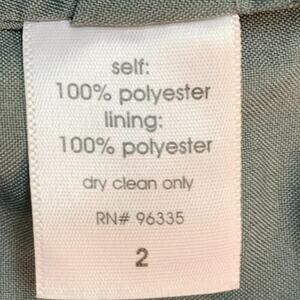 self:
100% polyester
lining:
100% polyester
dry clean only
RN# 96335
2